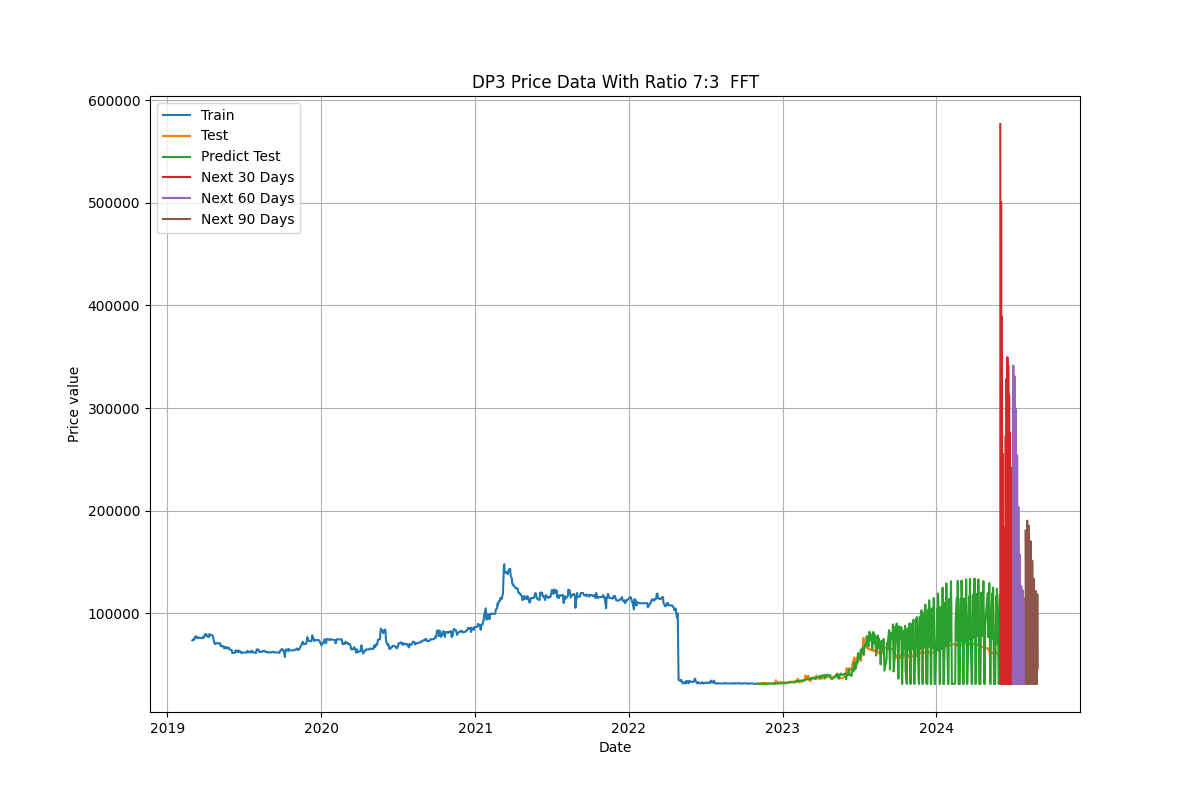 DP3 Price Data With Ratio 7:3  FFT
600000
500000
400000
300000
200000
100000
Price value
Train
Test
Predict Test
Next 30 Days
Next 60 Days
Next 90 Days
2019 2020 2021 2022 2023 2024
Date